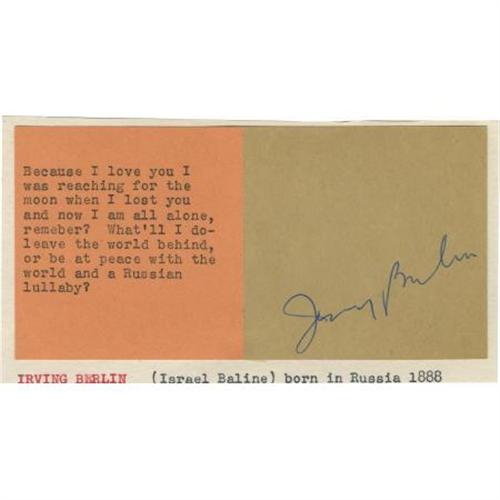 Because I love you I
was reaching for the
moon when I lost you
and now I am all alone,
remeber? What'll I do-
leave the world behind,
or be at peace with the
world and a Russian
lullaby?
Irving Berlin
IRVING BERLIN (Israel Baline) born in Russia 1888